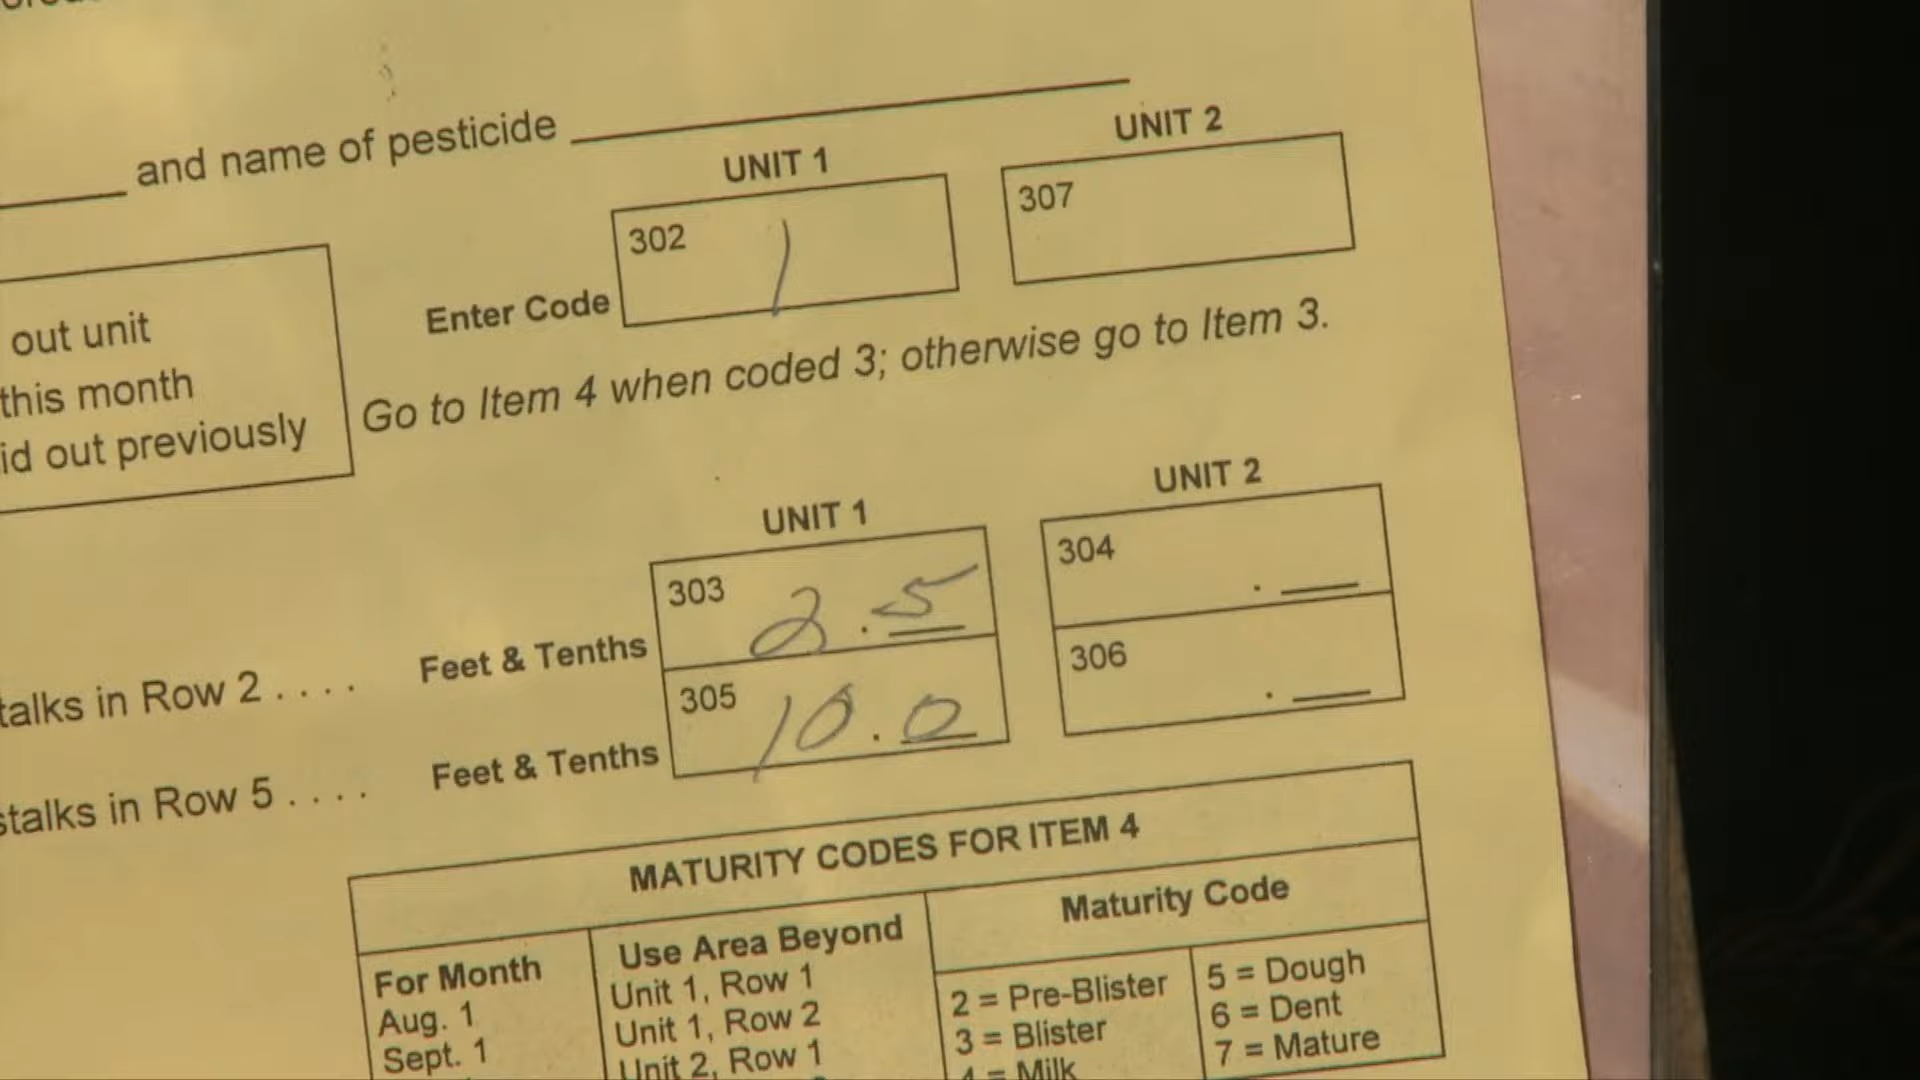 and name of pesticide
UNIT 1 UNIT 2
302 1 307
Enter Code
out unit
this month
out previously
Go to Item 4 when coded 3; otherwise go to Item 3.
UNIT 1 UNIT 2
303 2.5 304 .
Feet & Tenths
in Row 2 . . . .
305 10.0 306 .
Feet & Tenths
stalks in Row 5 . . . .
MATURITY CODES FOR ITEM 4
For Month Use Area Beyond Maturity Code
Aug. 1 Unit 1, Row 1 2 = Pre-Blister 5 = Dough
Sept. 1 Unit 1, Row 2 3 = Blister 6 = Dent
Unit 2, Row 1 4 = Milk 7 = Mature